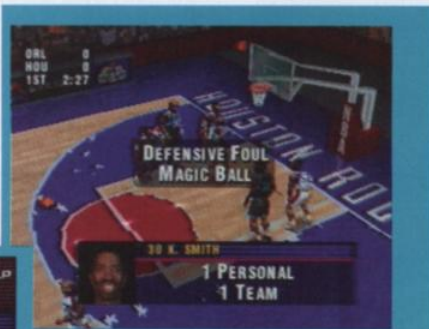 ORL 0
HOU 0
1ST 2:27
HOUSTON ROC
DEFENSIVE FOUL
MAGIC BALL
30 K. SMITH
1 PERSONAL
1 TEAM